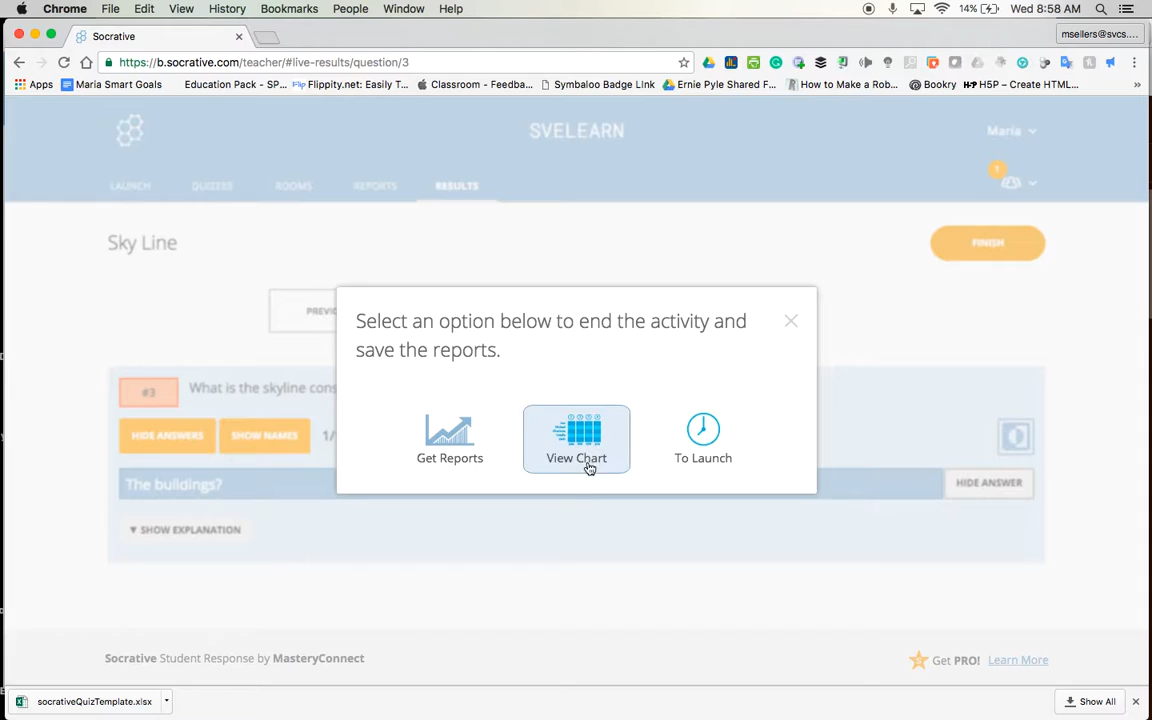 Chrome File Edit View History Bookmarks People Window Help 14% Wed 8:58 AM
Socrative msellers@svcs....
https://b.socrative.com/teacher/#live-results/question/3
Apps Maria Smart Goals Education Pack - SP... Flip Flippity.net: Easily T... Classroom - Feedba... Symbaloo Badge LInk Ernie Pyle Shared F... How to Make a Rob... Bookry H-P H5P – Create HTML... »
SVELEARN Maria
1
LAUNCH QUIZZES ROOMS REPORTS RESULTS
Sky Line FINISH
PREVIO
Select an option below to end the activity and
save the reports.
#3 What is the skyline cons
HIDE ANSWERS SHOW NAMES 1/
Get Reports View Chart To Launch
The buildings? HIDE ANSWER
▼ SHOW EXPLANATION
Socrative Student Response by MasteryConnect Get PRO! Learn More
socrativeQuizTemplate.xlsx Show All